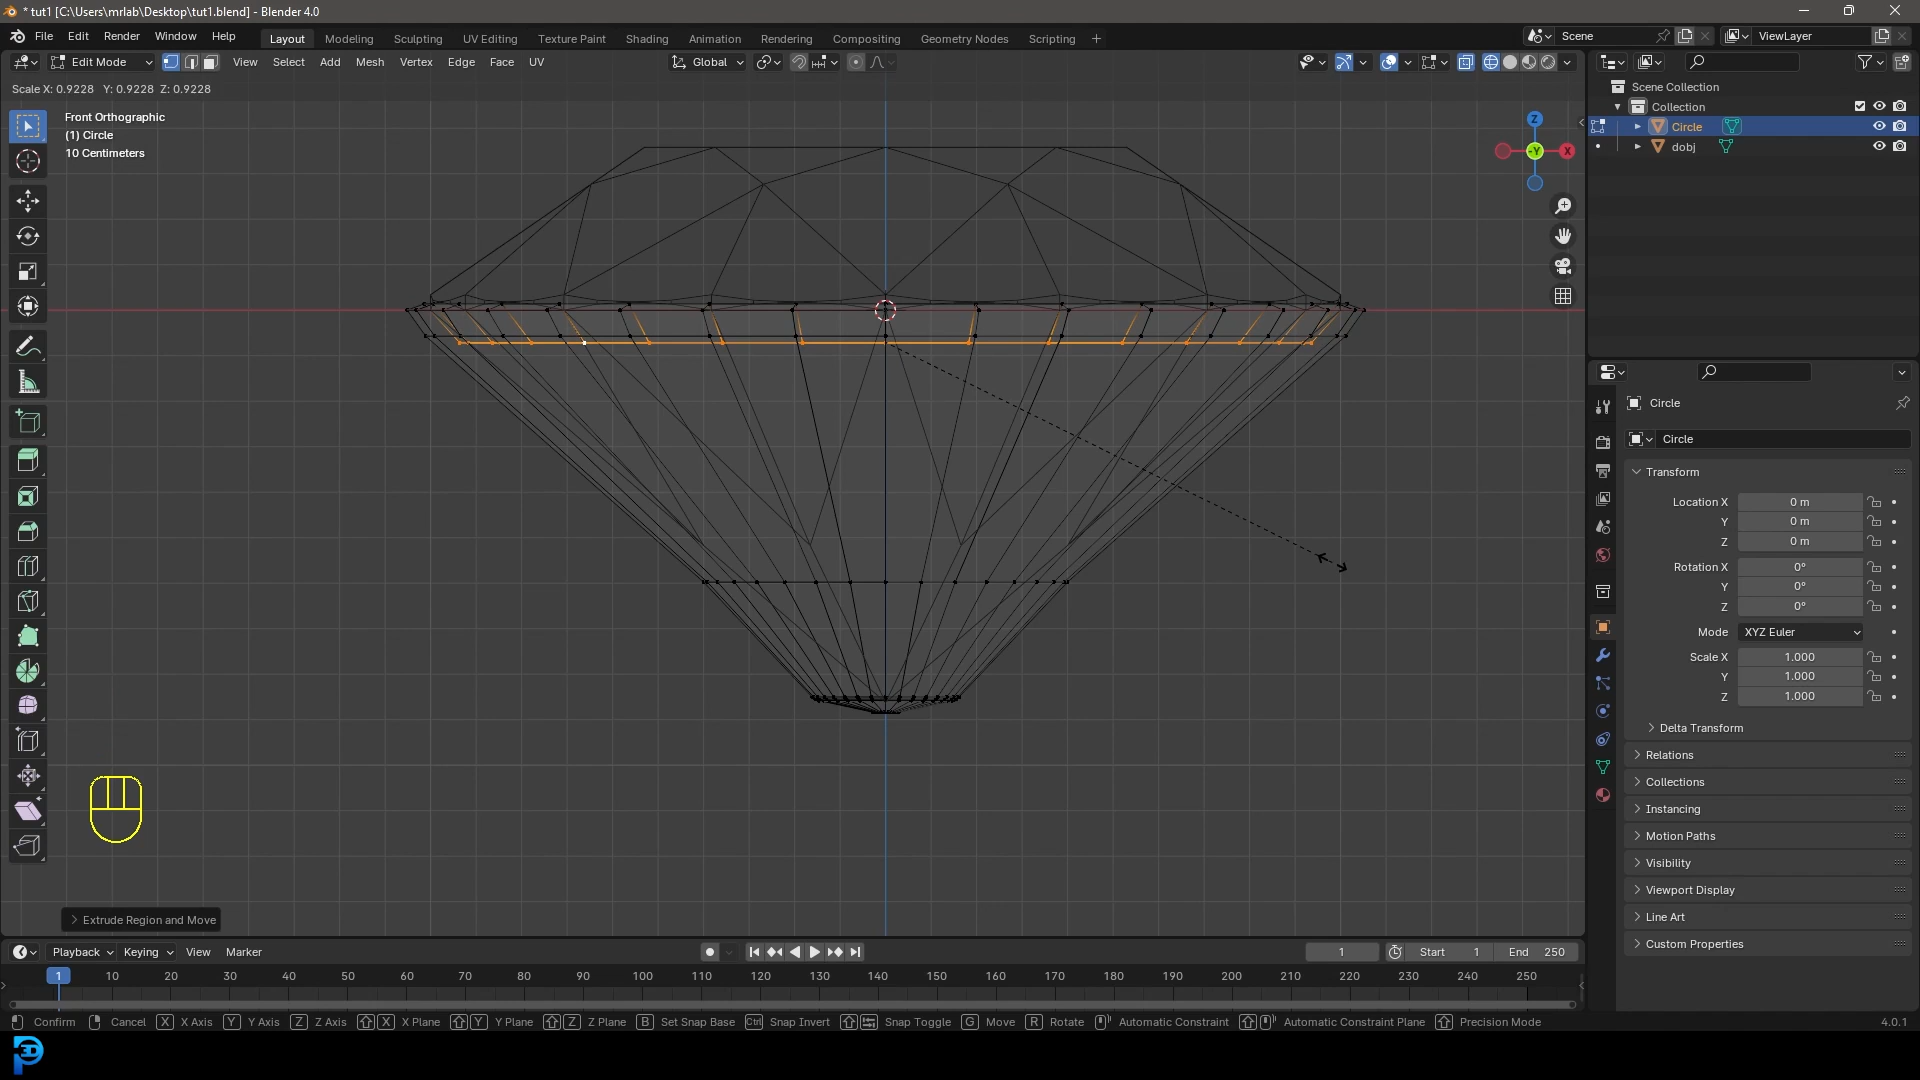 * tut1 [C:\Users\mrlab\Desktop\tut1.blend] - Blender 4.0
File Edit Render Window Help
Layout Modeling Sculpting UV Editing Texture Paint Shading Animation Rendering Compositing Geometry Nodes Scripting +
Scene
ViewLayer
Edit Mode View Select Add Mesh Vertex Edge Face UV
Global
Scale X: 0.9228 Y: 0.9228 Z: 0.9228
Front Orthographic
(1) Circle
10 Centimeters
Z
-Y
X
Scene Collection
Collection
Circle
dobj
Circle
Circle
Transform
Location X 0 m
Y 0 m
Z 0 m
Rotation X 0°
Y 0°
Z 0°
Mode XYZ Euler
Scale X 1.000
Y 1.000
Z 1.000
Delta Transform
Relations
Collections
Instancing
Motion Paths
Visibility
Viewport Display
Line Art
Custom Properties
Extrude Region and Move
Playback Keying View Marker
1 Start 1 End 250
1 10 20 30 40 50 60 70 80 90 100 110 120 130 140 150 160 170 180 190 200 210 220 230 240 250
Confirm Cancel X X Axis Y Y Axis Z Z Axis X X Plane Y Y Plane Z Z Plane B Set Snap Base Ctrl Snap Invert Snap Toggle G Move R Rotate Automatic Constraint Automatic Constraint Plane Precision Mode 4.0.1